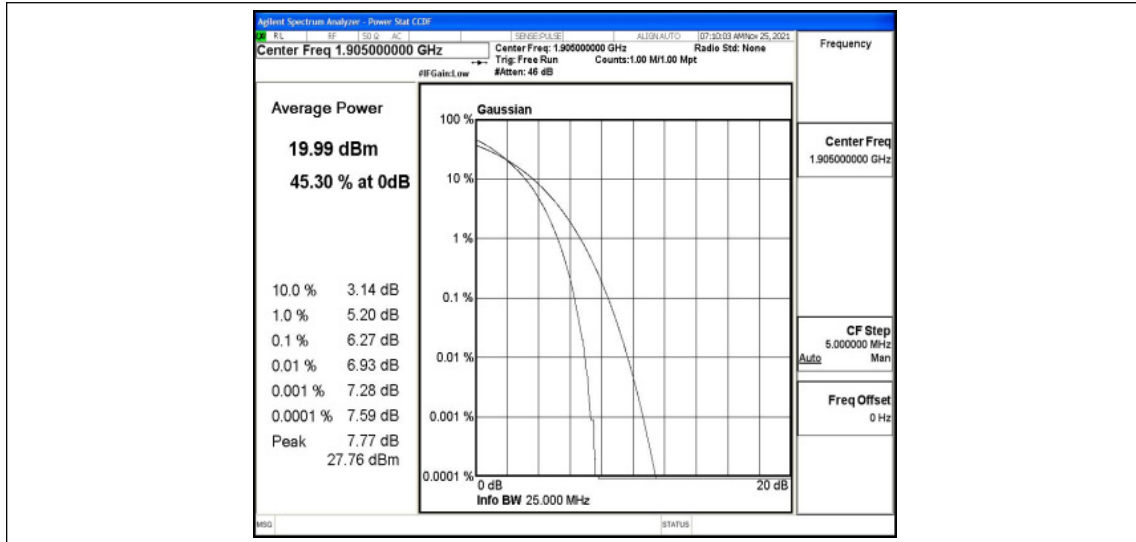 Agilent Spectrum Analyzer - Power Stat CCDF
RL RF 50 Ω AC SENSE:PULSE ALIGN AUTO 07:10:03 AM Nov 25, 2021
Center Freq 1.905000000 GHz
Center Freq: 1.905000000 GHz Radio Std: None
Trig: Free Run Counts:1.00 M/1.00 Mpt
#IFGain:Low #Atten: 46 dB
Frequency
Average Power
19.99 dBm
45.30 % at 0dB
10.0 % 3.14 dB
1.0 % 5.20 dB
0.1 % 6.27 dB
0.01 % 6.93 dB
0.001 % 7.28 dB
0.0001 % 7.59 dB
Peak 7.77 dB
27.76 dBm
Gaussian
100 %
10 %
1 %
0.1 %
0.01 %
0.001 %
0.0001 %
0 dB 20 dB
Info BW 25.000 MHz
Center Freq
1.905000000 GHz
CF Step
5.000000 MHz
Auto Man
Freq Offset
0 Hz
MSG STATUS